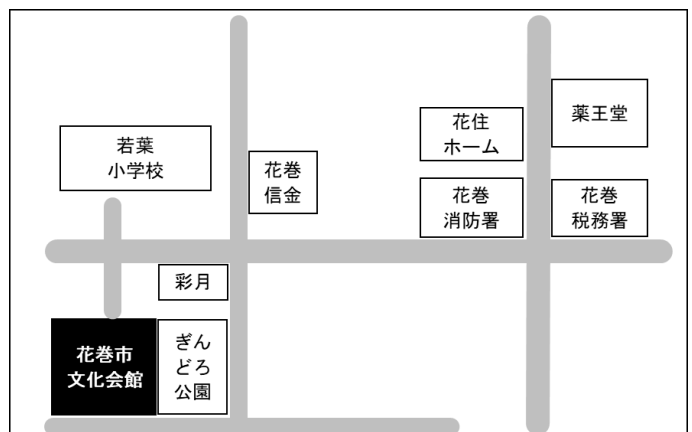 薬王堂
花住
ホーム
若葉
小学校
花巻
信金
花巻
消防署
花巻
税務署
彩月
花巻市
文化会館
ぎん
どろ
公園